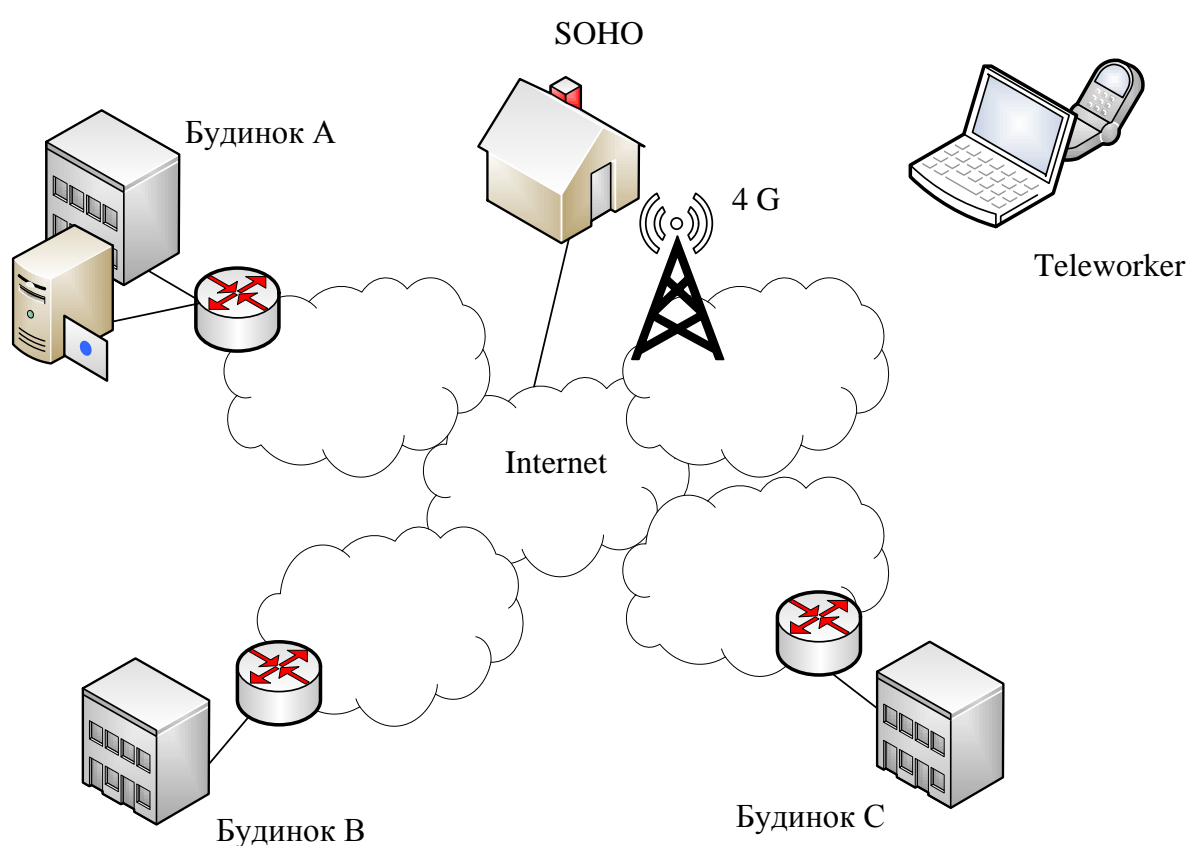 SOHO
Будинок A
4 G
Teleworker
Internet
Будинок B
Будинок C